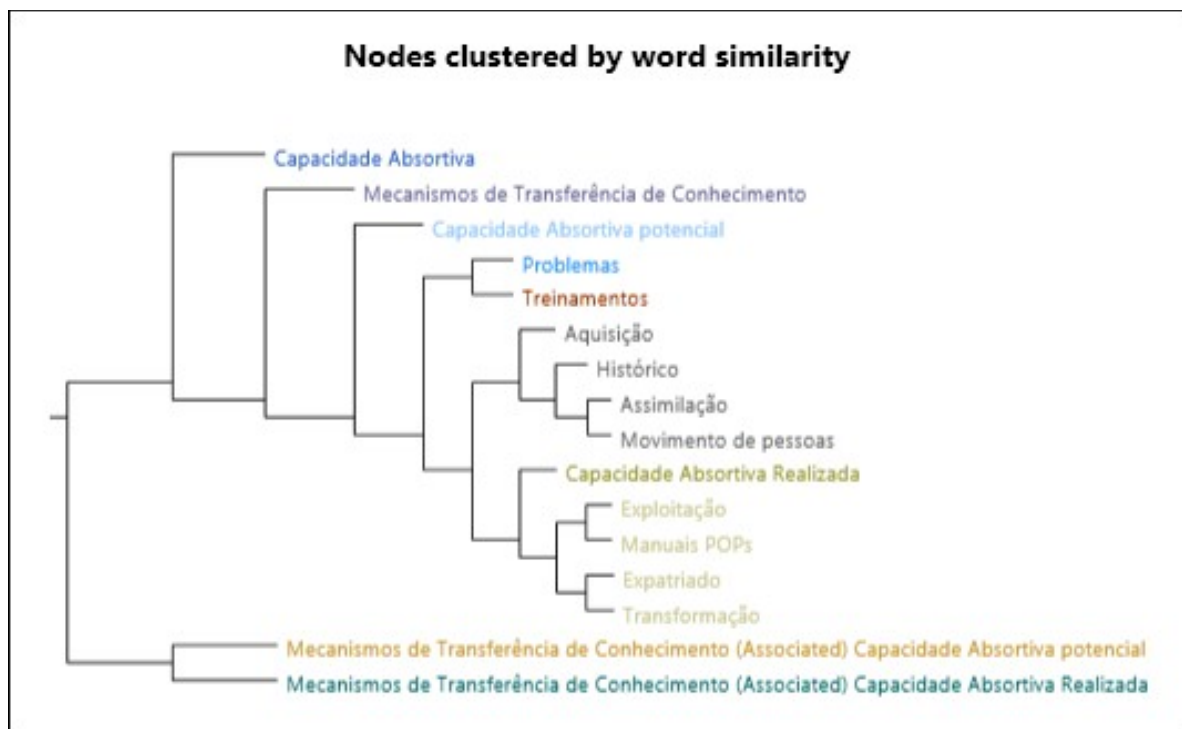 Nodes clustered by word similarity
Capacidade Absortiva
Mecanismos de Transferência de Conhecimento
Capacidade Absortiva potencial
Problemas
Treinamentos
Aquisição
Histórico
Assimilação
Movimento de pessoas
Capacidade Absortiva Realizada
Exploitação
Manuais POPs
Expatriado
Transformação
Mecanismos de Transferência de Conhecimento (Associated) Capacidade Absortiva potencial
Mecanismos de Transferência de Conhecimento (Associated) Capacidade Absortiva Realizada